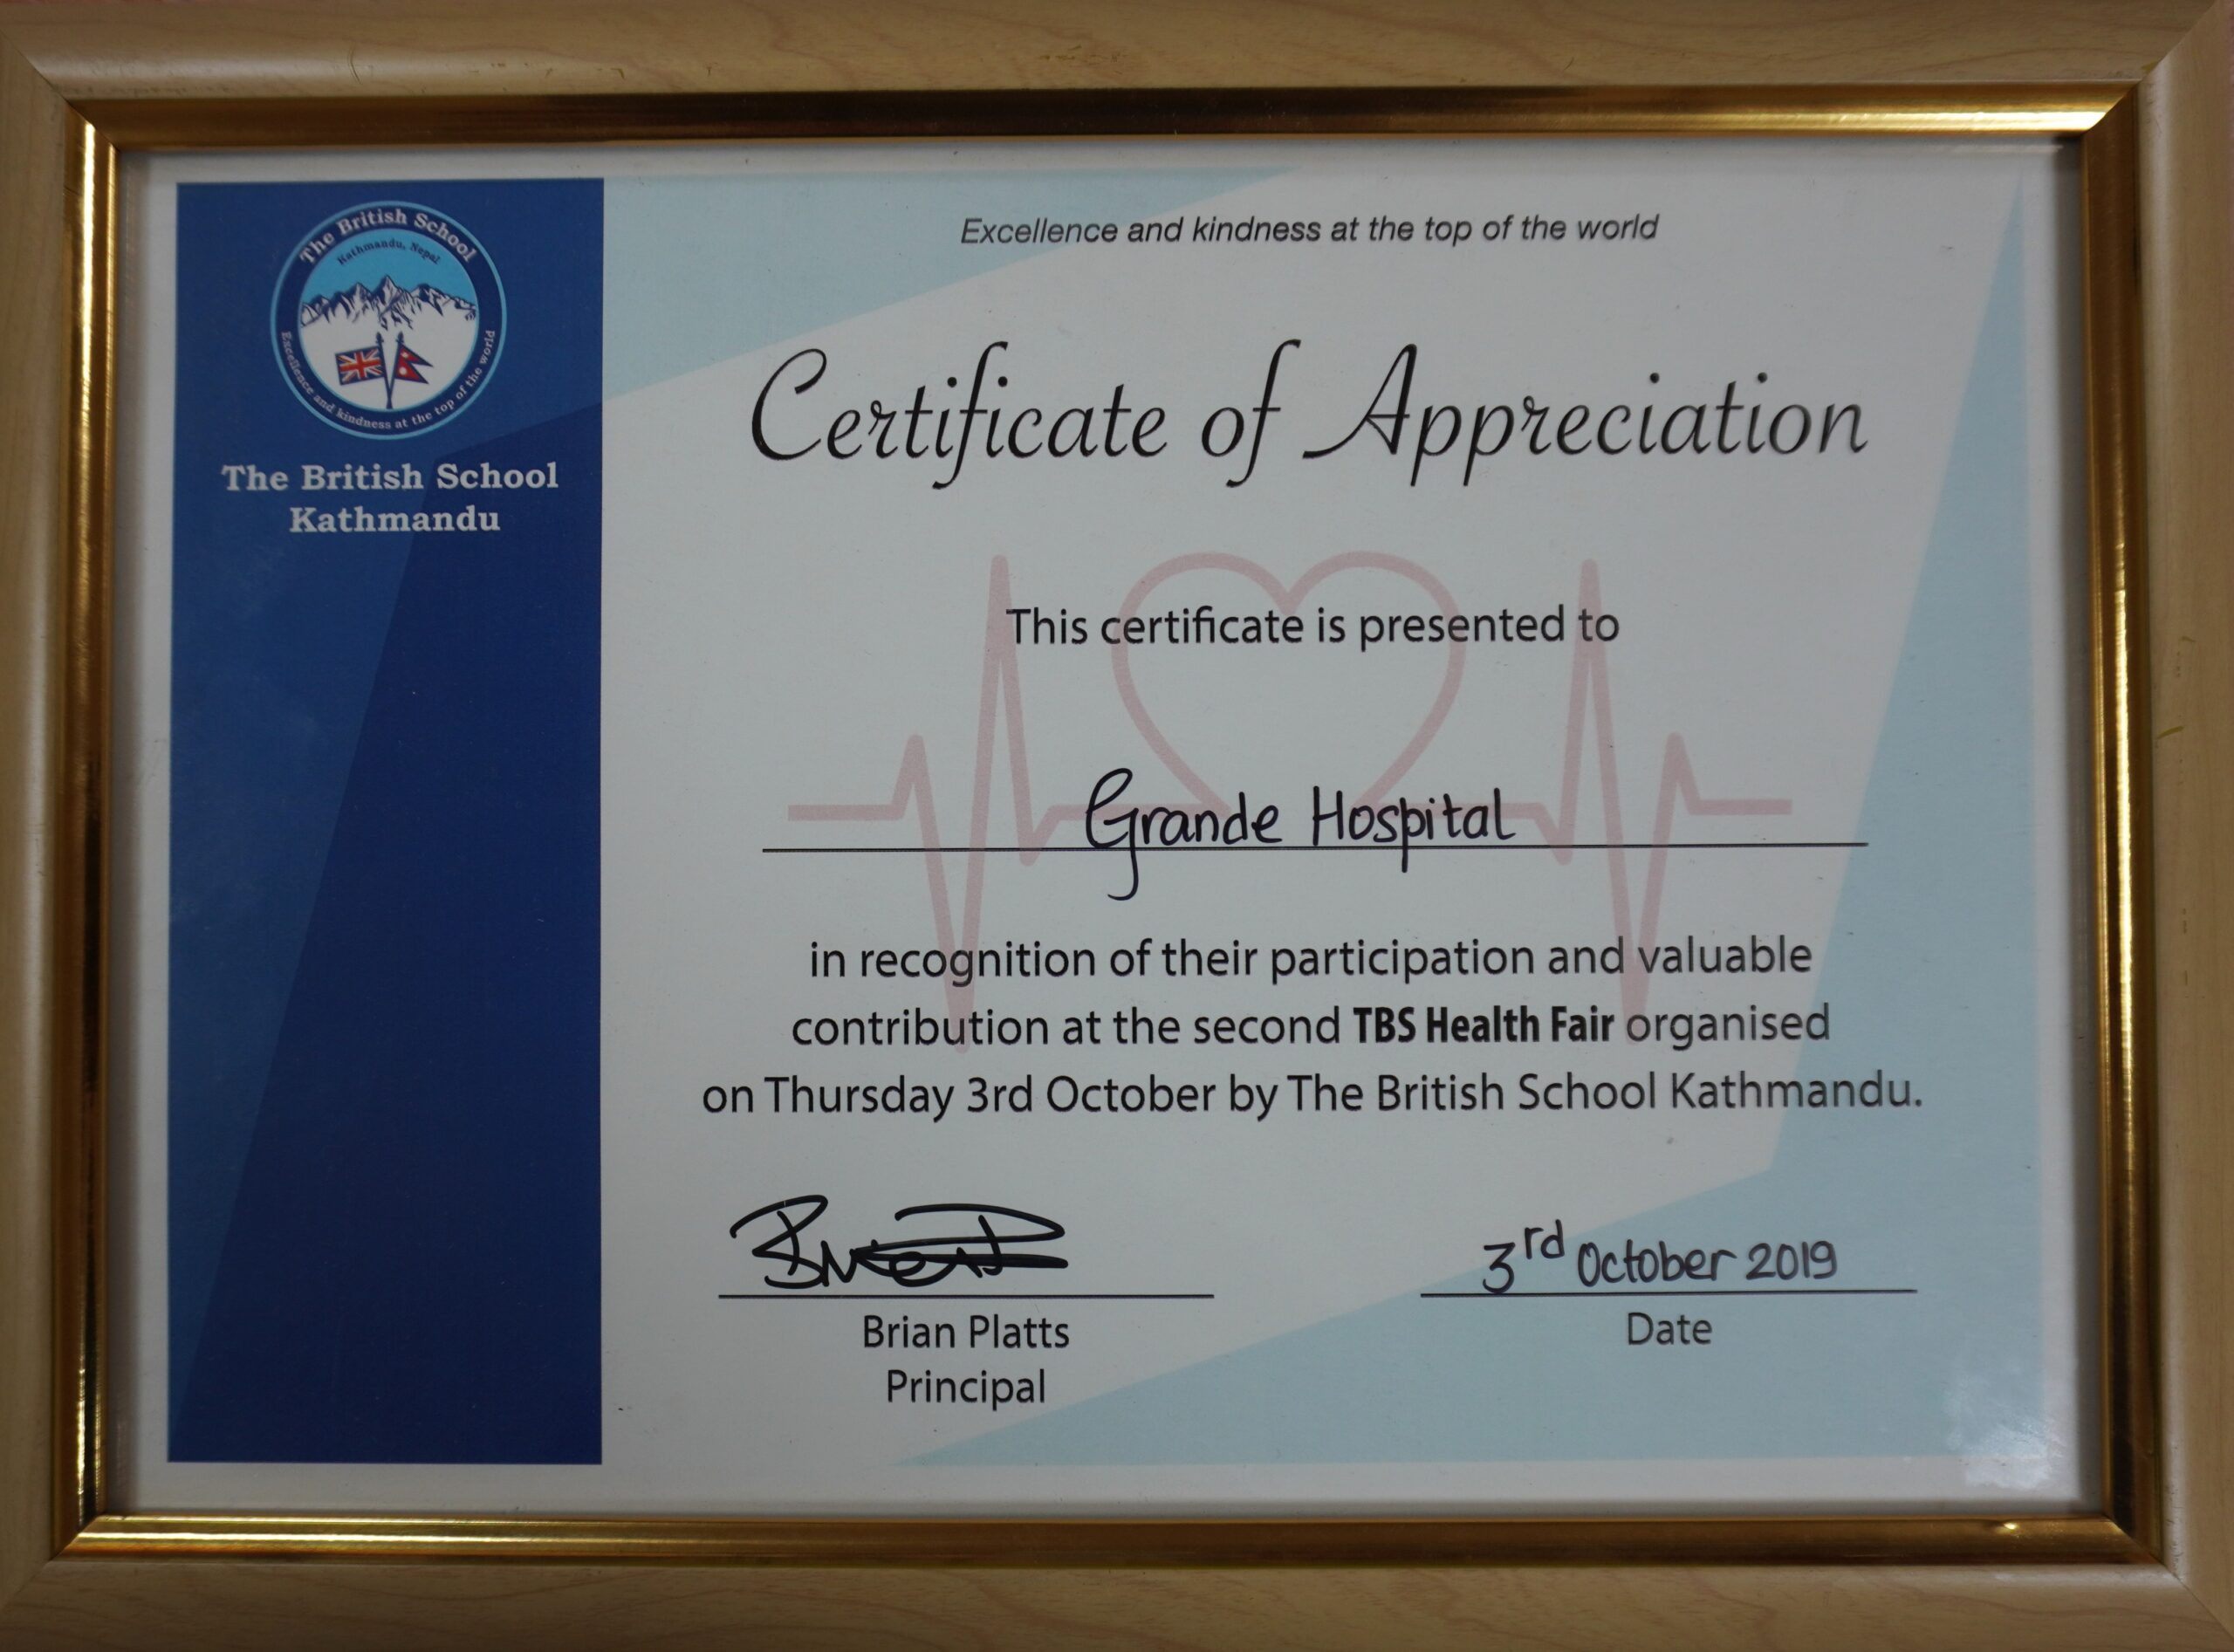 The British School
Kathmandu, Nepal
Excellence and kindness at the top of the world
The British School
Kathmandu
Excellence and kindness at the top of the world
Certificate of Appreciation
This certificate is presented to
Grande Hospital
in recognition of their participation and valuable
contribution at the second TBS Health Fair organised
on Thursday 3rd October by The British School Kathmandu.
3rd October 2019
Brian Platts
Date
Principal